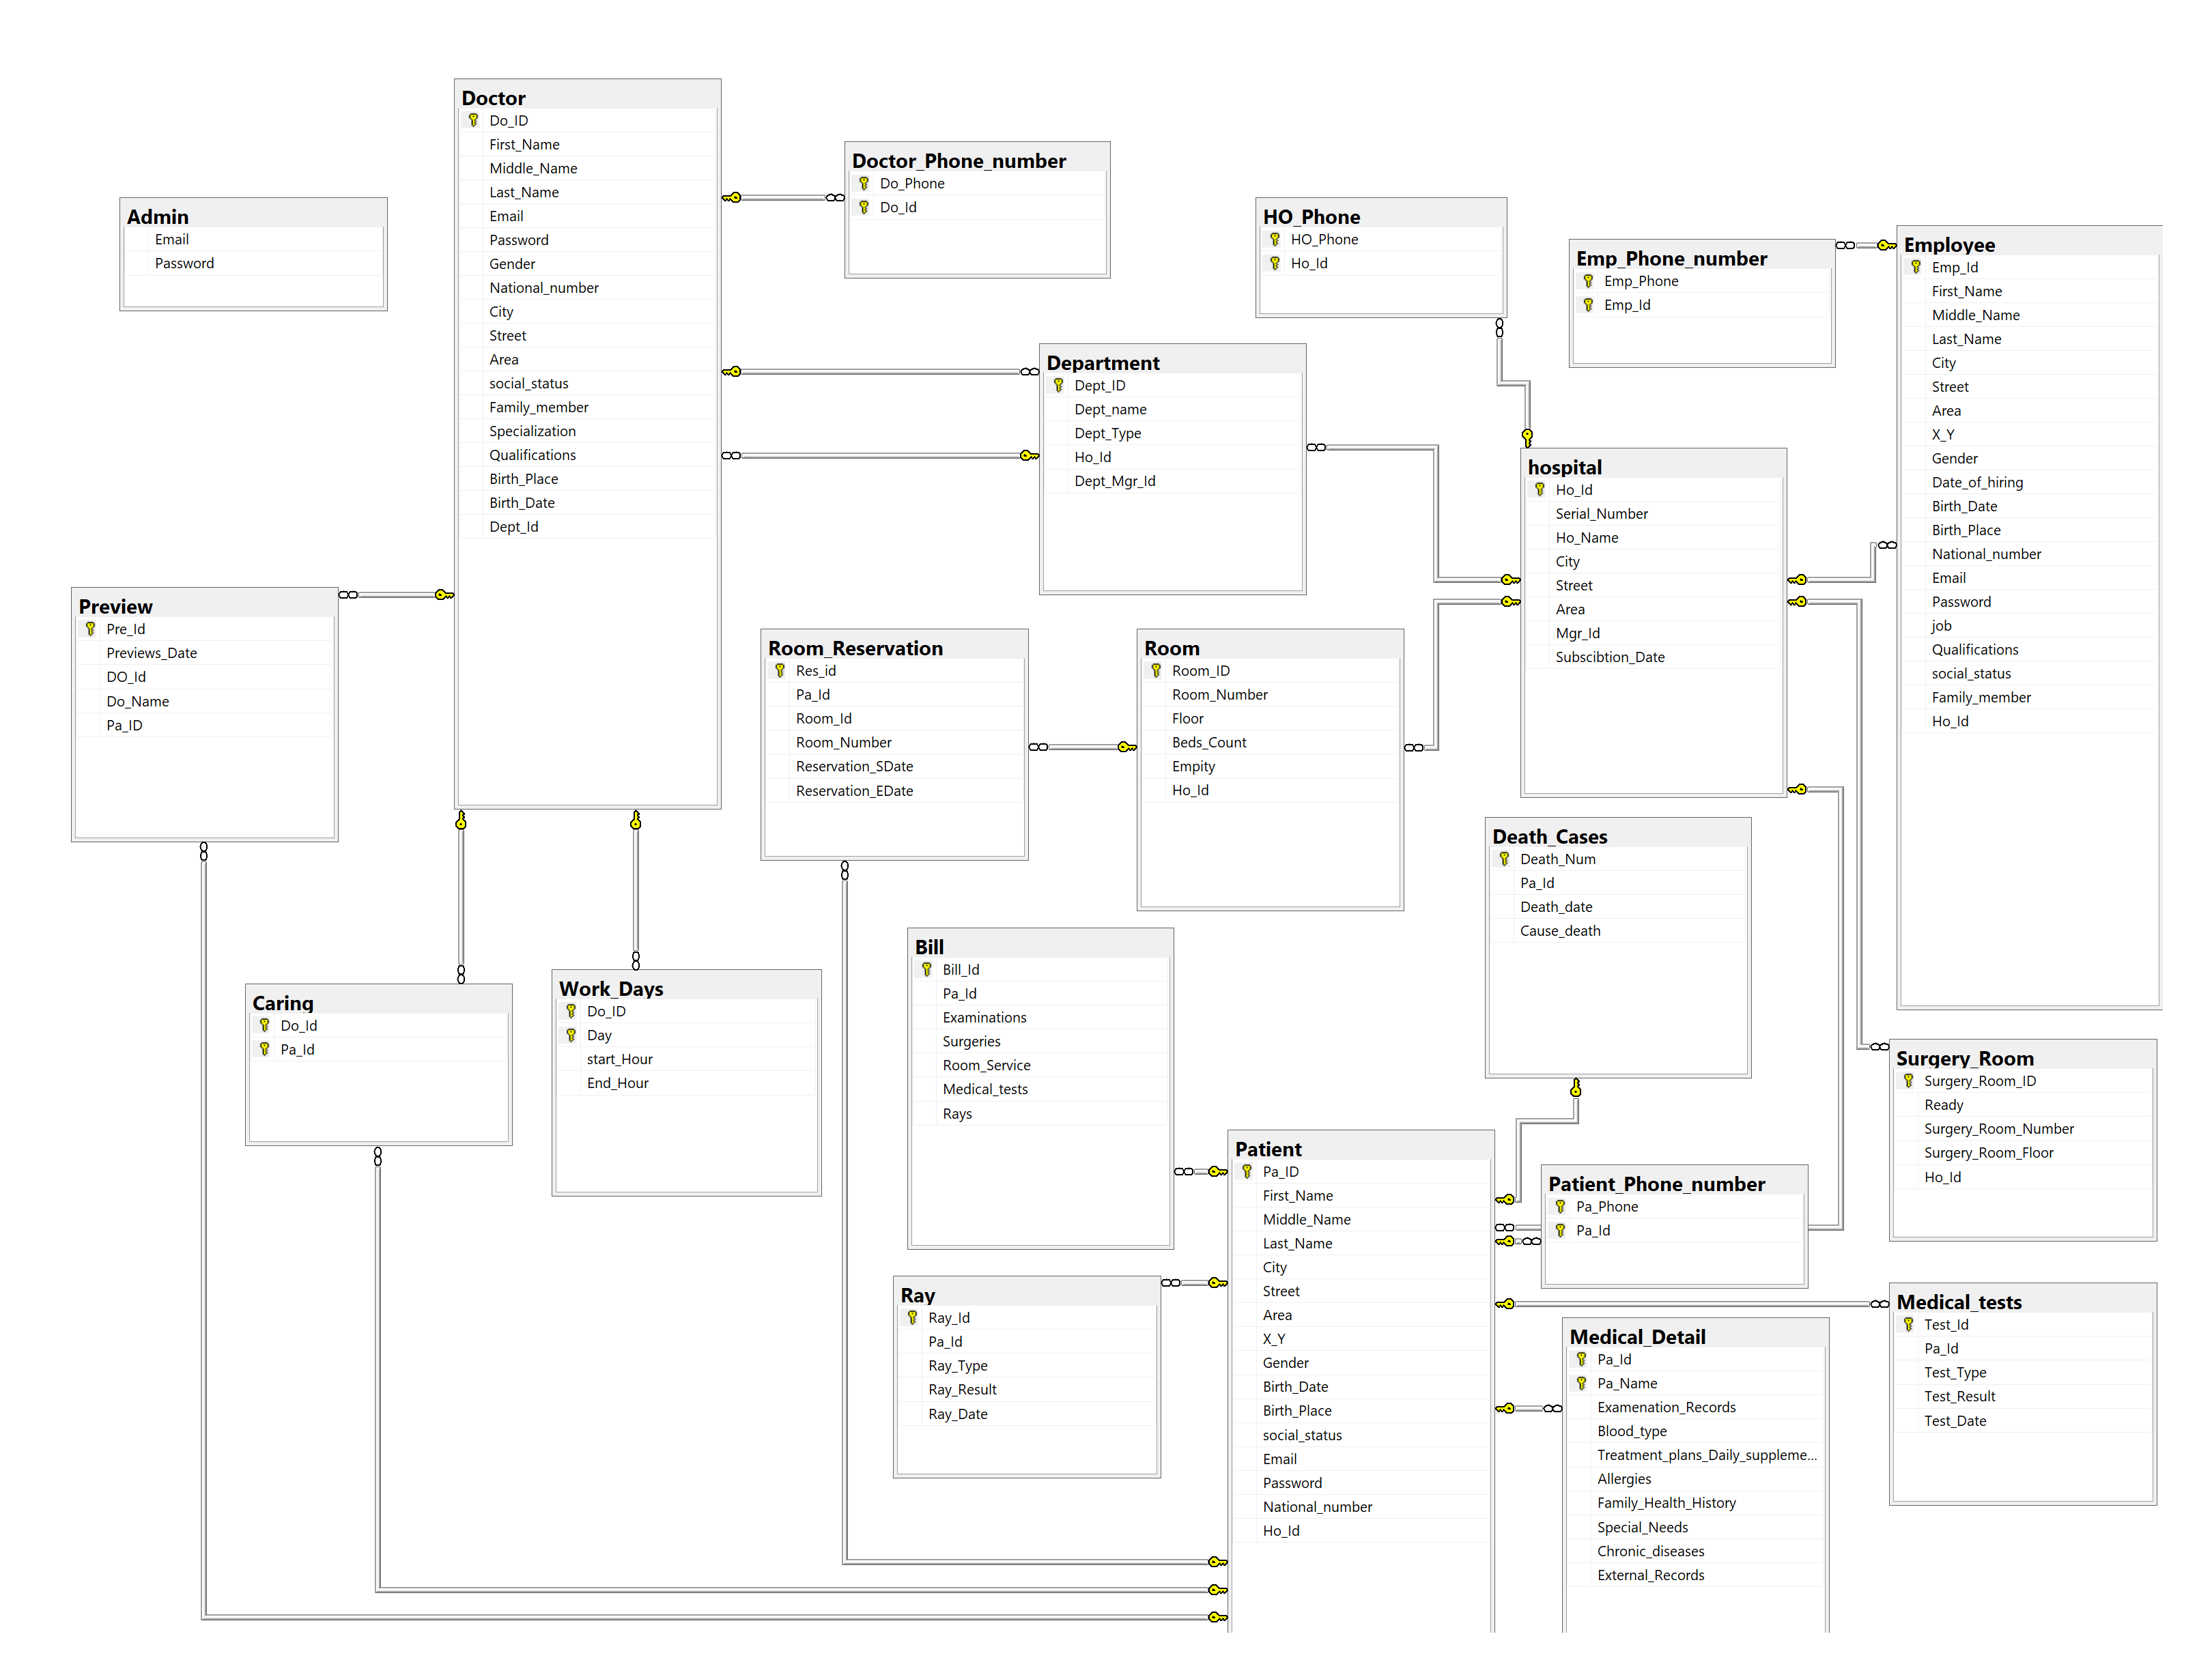 Doctor
Do_ID
First_Name
Middle_Name
Last_Name
Email
Password
Gender
National_number
City
Street
Area
social_status
Family_member
Specialization
Qualifications
Birth_Place
Birth_Date
Dept_Id
Doctor_Phone_number
Do_Phone
Do_Id
Admin
Email
Password
HO_Phone
HO_Phone
Ho_Id
Emp_Phone_number
Emp_Phone
Emp_Id
Employee
Emp_Id
First_Name
Middle_Name
Last_Name
City
Street
Area
X_Y
Gender
Date_of_hiring
Birth_Date
Birth_Place
National_number
Email
Password
job
Qualifications
social_status
Family_member
Ho_Id
Department
Dept_ID
Dept_name
Dept_Type
Ho_Id
Dept_Mgr_Id
hospital
Ho_Id
Serial_Number
Ho_Name
City
Street
Area
Mgr_Id
Subscibtion_Date
Preview
Pre_Id
Previews_Date
DO_Id
Do_Name
Pa_ID
Room_Reservation
Res_id
Pa_Id
Room_Id
Room_Number
Reservation_SDate
Reservation_EDate
Room
Room_ID
Room_Number
Floor
Beds_Count
Empity
Ho_Id
Death_Cases
Death_Num
Pa_Id
Death_date
Cause_death
Bill
Bill_Id
Pa_Id
Examinations
Surgeries
Room_Service
Medical_tests
Rays
Caring
Do_Id
Pa_Id
Work_Days
Do_ID
Day
start_Hour
End_Hour
Surgery_Room
Surgery_Room_ID
Ready
Surgery_Room_Number
Surgery_Room_Floor
Ho_Id
Patient
Pa_ID
First_Name
Middle_Name
Last_Name
City
Street
Area
X_Y
Gender
Birth_Date
Birth_Place
social_status
Email
Password
National_number
Ho_Id
Patient_Phone_number
Pa_Phone
Pa_Id
Ray
Ray_Id
Pa_Id
Ray_Type
Ray_Result
Ray_Date
Medical_tests
Test_Id
Pa_Id
Test_Type
Test_Result
Test_Date
Medical_Detail
Pa_Id
Pa_Name
Examenation_Records
Blood_type
Treatment_plans_Daily_suppleme...
Allergies
Family_Health_History
Special_Needs
Chronic_diseases
External_Records